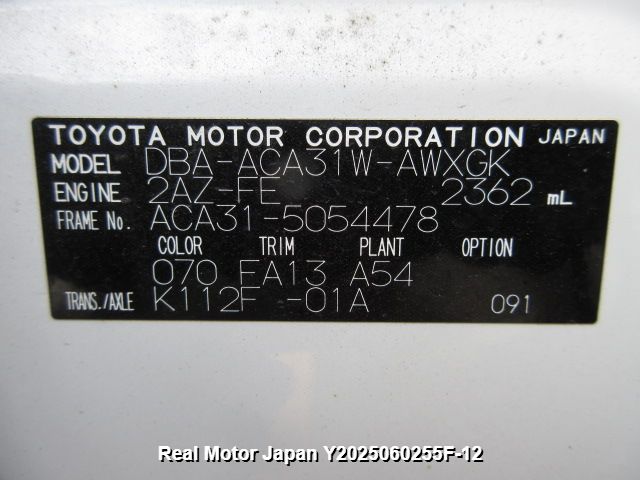 TOYOTA MOTOR CORPORATION JAPAN
MODEL DBA-ACA31W-AWXGK
ENGINE 2AZ-FE 2362 mL
FRAME No. ACA31-5054478
COLOR TRIM PLANT OPTION
070 FA13 A54
TRANS./AXLE K112F -01A 091
Real Motor Japan Y2025060255F-12